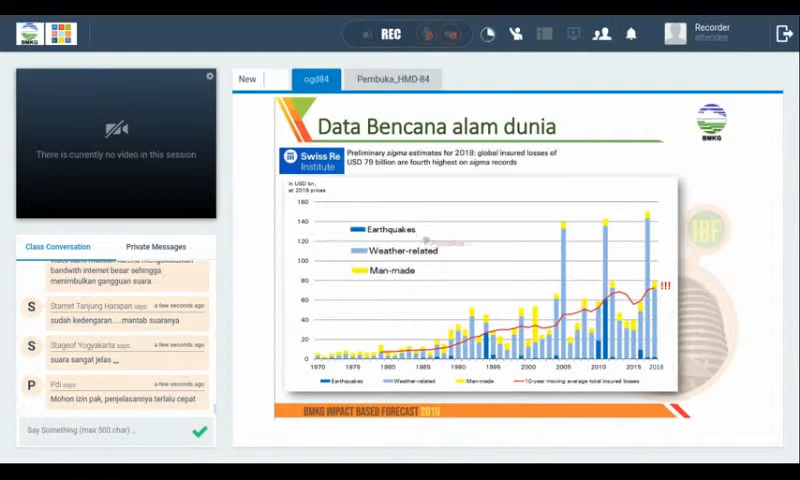 BMKG
REC
Recorder
attendee
New
ogd84
Pembuka_HMD-84
There is currently no video in this session
Class Conversation
Private Messages
bandwith internet besar sehingga
menimbulkan gangguan suara
S
Stamet Tanjung Harapan says:
a few seconds ago
sudah kedengaran.....mantab suaranya
S
Stageof Yogyakarta says:
a few seconds ago
suara sangat jelas ,,,,
P
Pdi says:
a few seconds ago
Mohon izin pak, penjelasannya terlalu cepat
Say Something (max 500 char) ..
Data Bencana alam dunia
BMKG
Swiss Re
Institute
Preliminary sigma estimates for 2018: global insured losses of
USD 79 billion are fourth highest on sigma records
in USD bn,
at 2018 prices
160
140
120
100
80
60
40
20
0
Earthquakes
Weather-related
Man-made
!!!
IBF
1970
1975
1980
1985
1990
1995
2000
2005
2010
2015
2018
Earthquakes
Weather-related
Man-made
10-year moving average total insured losses
BMKG IMPACT BASED FORECAST 2019